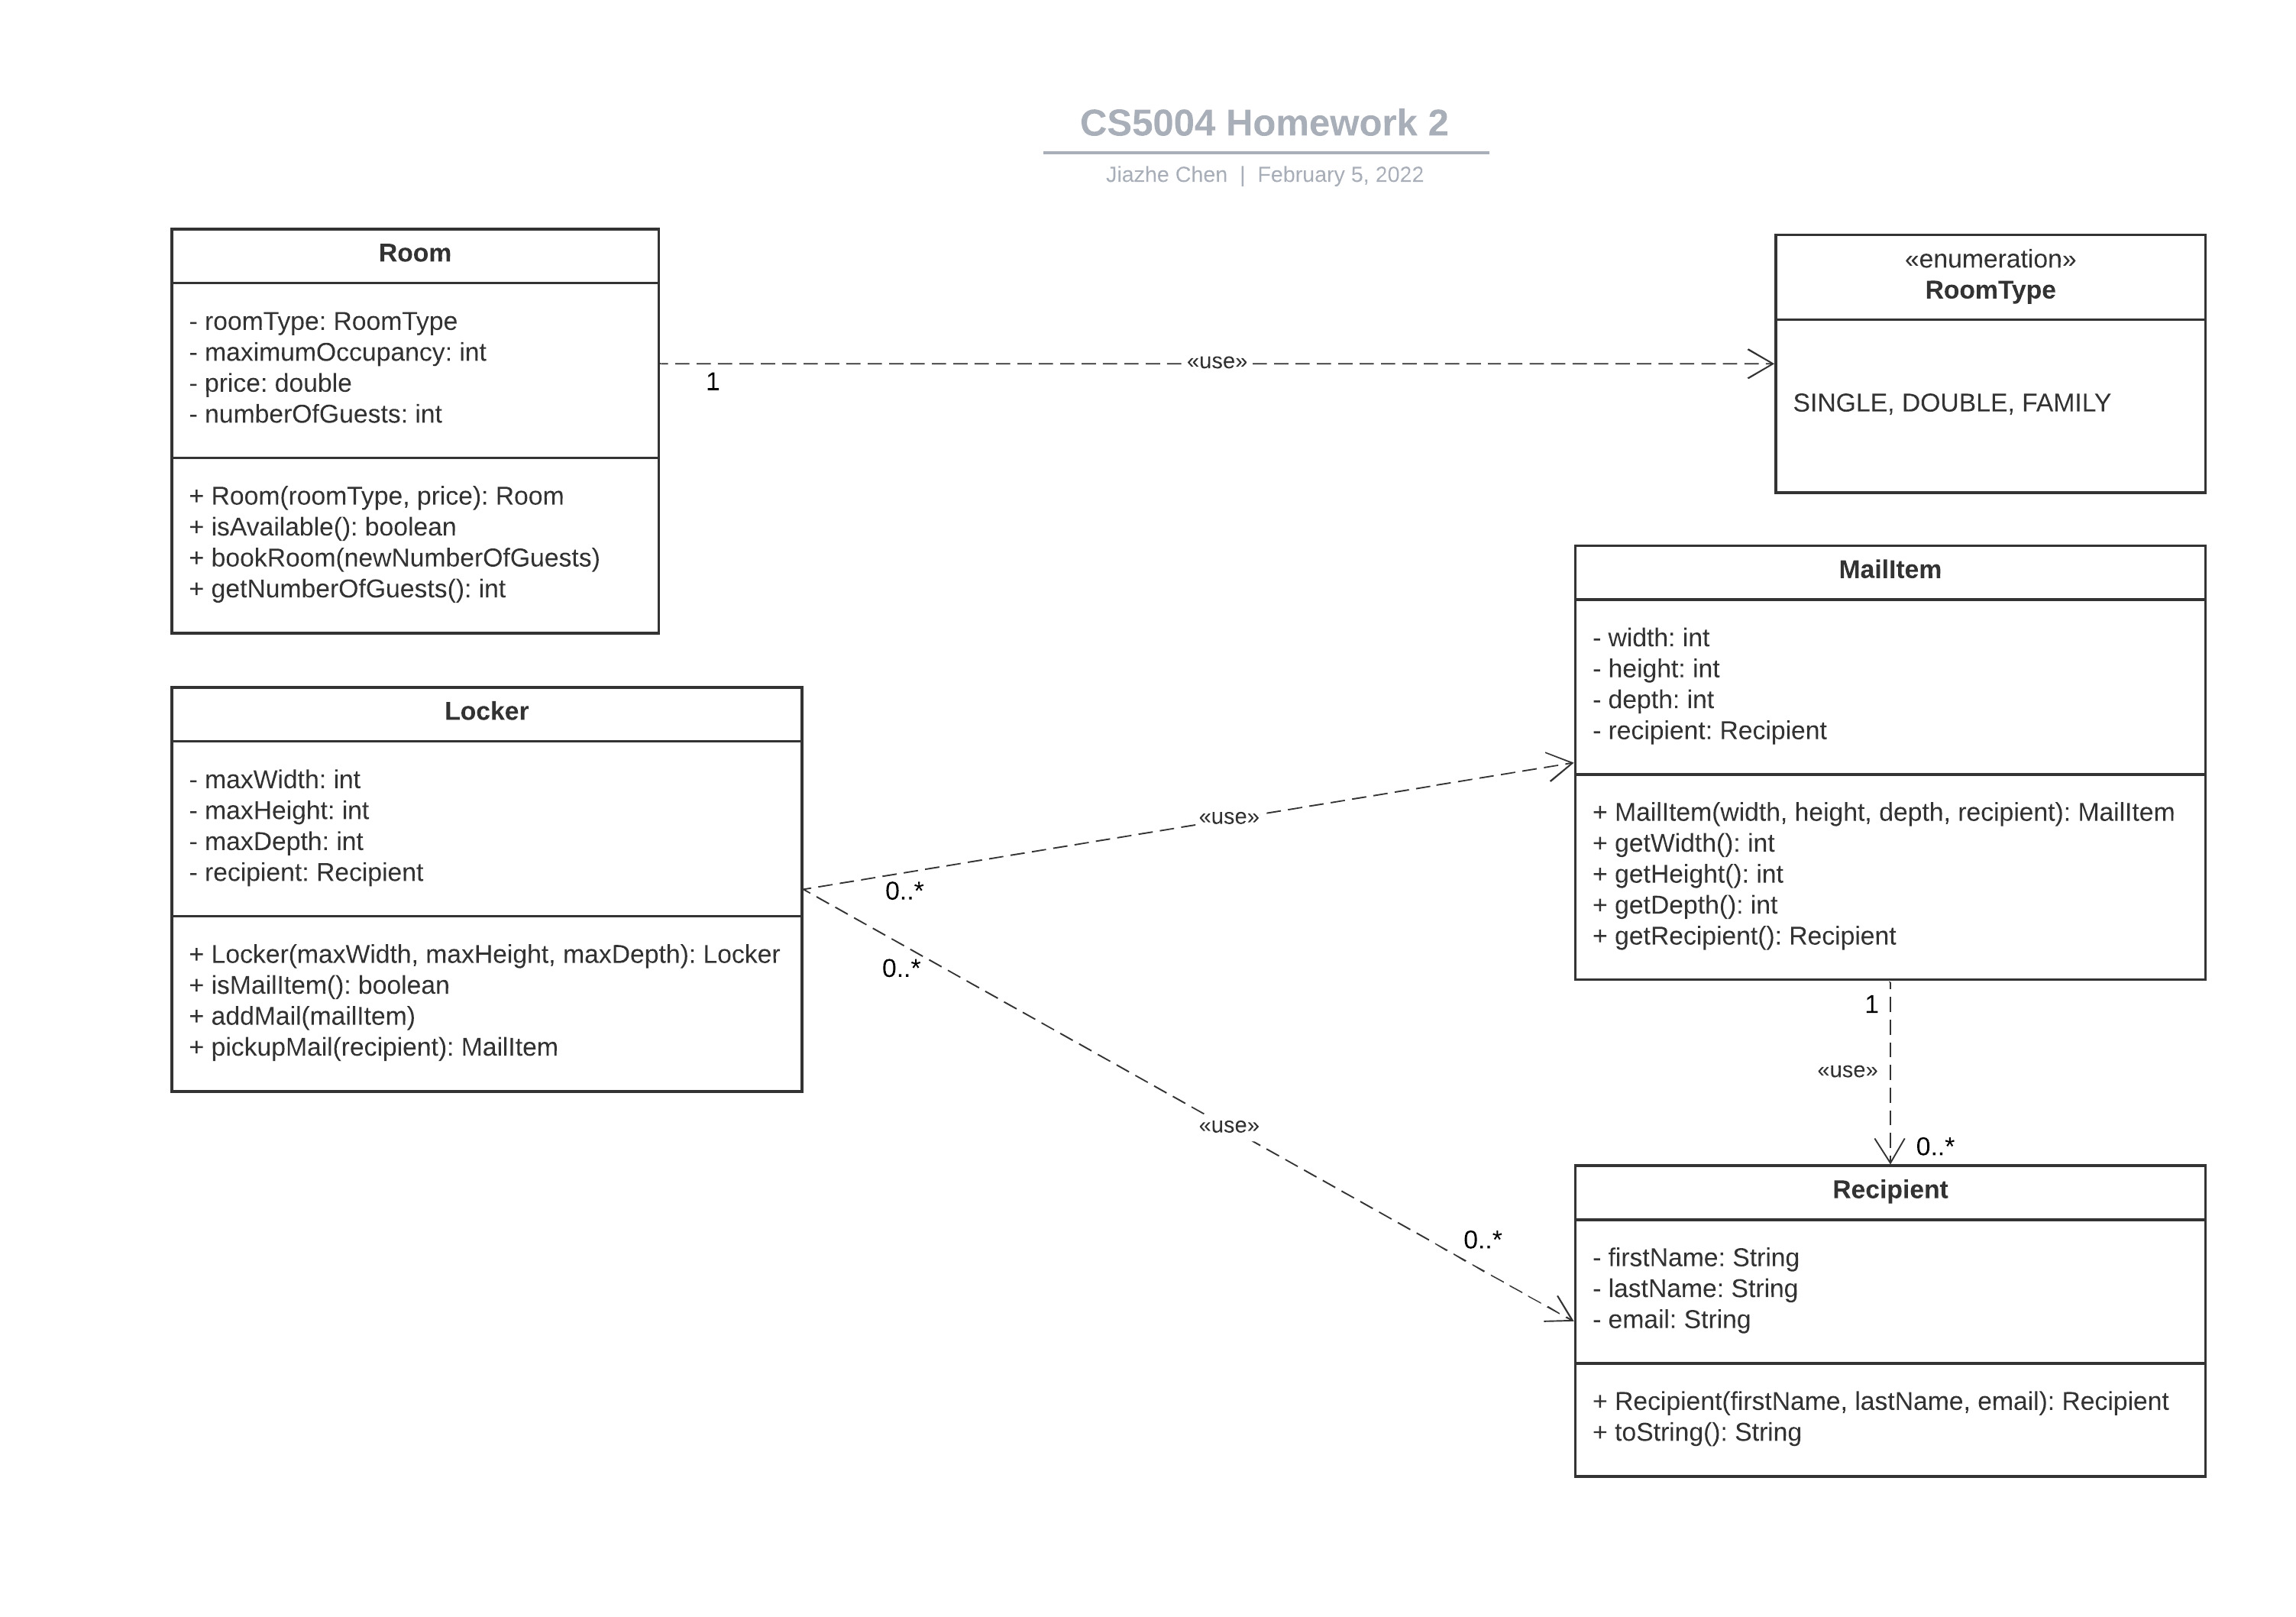 CS5004 Homework 2
Jiazhe Chen | February 5, 2022
Room
- roomType: RoomType
- maximumOccupancy: int
- price: double
- numberOfGuests: int
+ Room(roomType, price): Room
+ isAvailable(): boolean
+ bookRoom(newNumberOfGuests)
+ getNumberOfGuests(): int
1
«use»
«enumeration»
RoomType
SINGLE, DOUBLE, FAMILY
Locker
- maxWidth: int
- maxHeight: int
- maxDepth: int
- recipient: Recipient
+ Locker(maxWidth, maxHeight, maxDepth): Locker
+ isMailItem(): boolean
+ addMail(mailItem)
+ pickupMail(recipient): MailItem
«use»
0..*
0..*
«use»
0..*
MailItem
- width: int
- height: int
- depth: int
- recipient: Recipient
+ MailItem(width, height, depth, recipient): MailItem
+ getWidth(): int
+ getHeight(): int
+ getDepth(): int
+ getRecipient(): Recipient
1
«use»
0..*
Recipient
- firstName: String
- lastName: String
- email: String
+ Recipient(firstName, lastName, email): Recipient
+ toString(): String